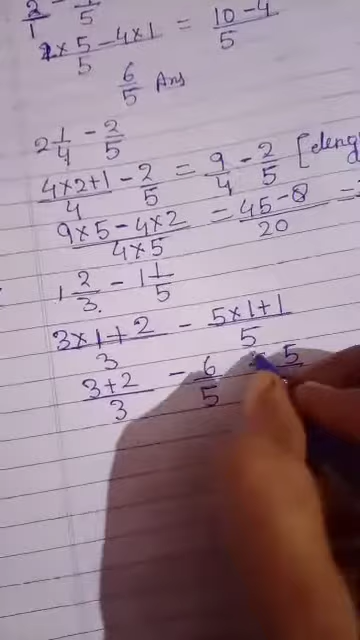 2/1 - 1/5
2×5-4×1/5 = 10-4/5
6/5 Ans
2 1/4 - 2/5
4×2+1/4 - 2/5 = 9/4 - 2/5
9×5-4×2/4×5 = 45-8/20 =
1 2/3 - 1 1/5
3×1+2/3 - 5×1+1/5
3+2/3 - 6/5 5